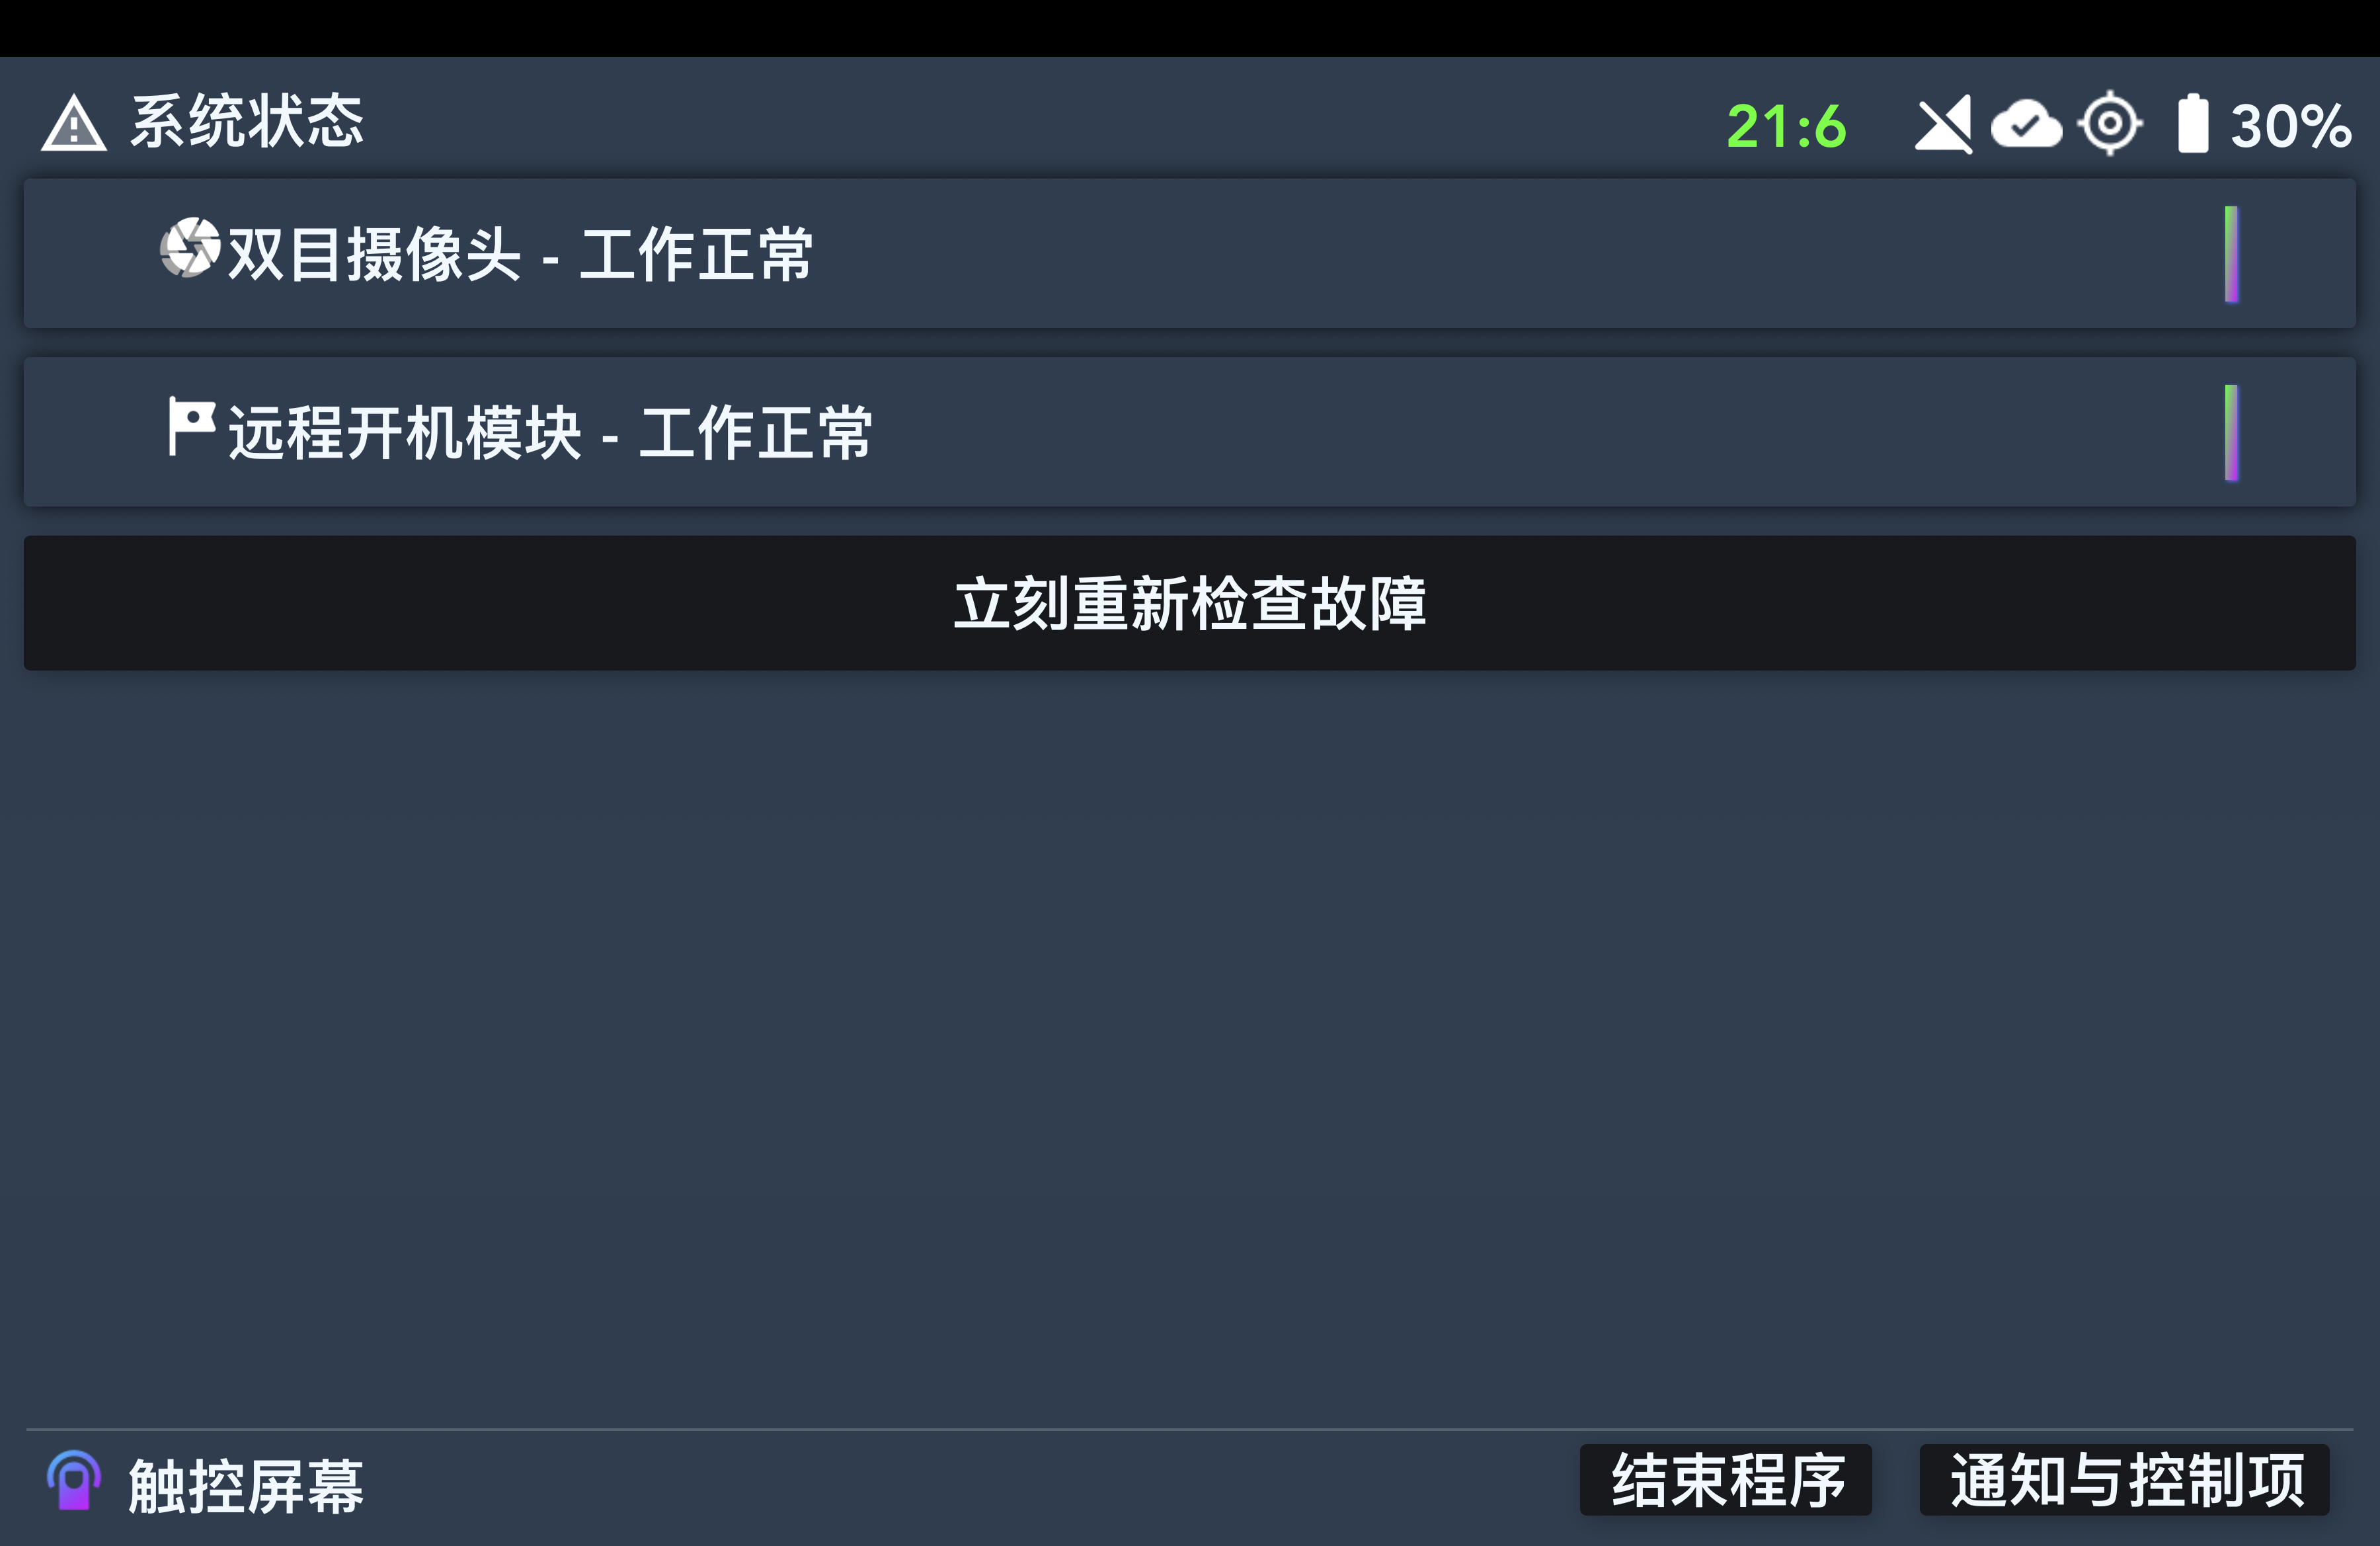 系统状态
21:6
30%
双目摄像头 - 工作正常
远程开机模块 - 工作正常
立刻重新检查故障
触控屏幕
结束程序
通知与控制项